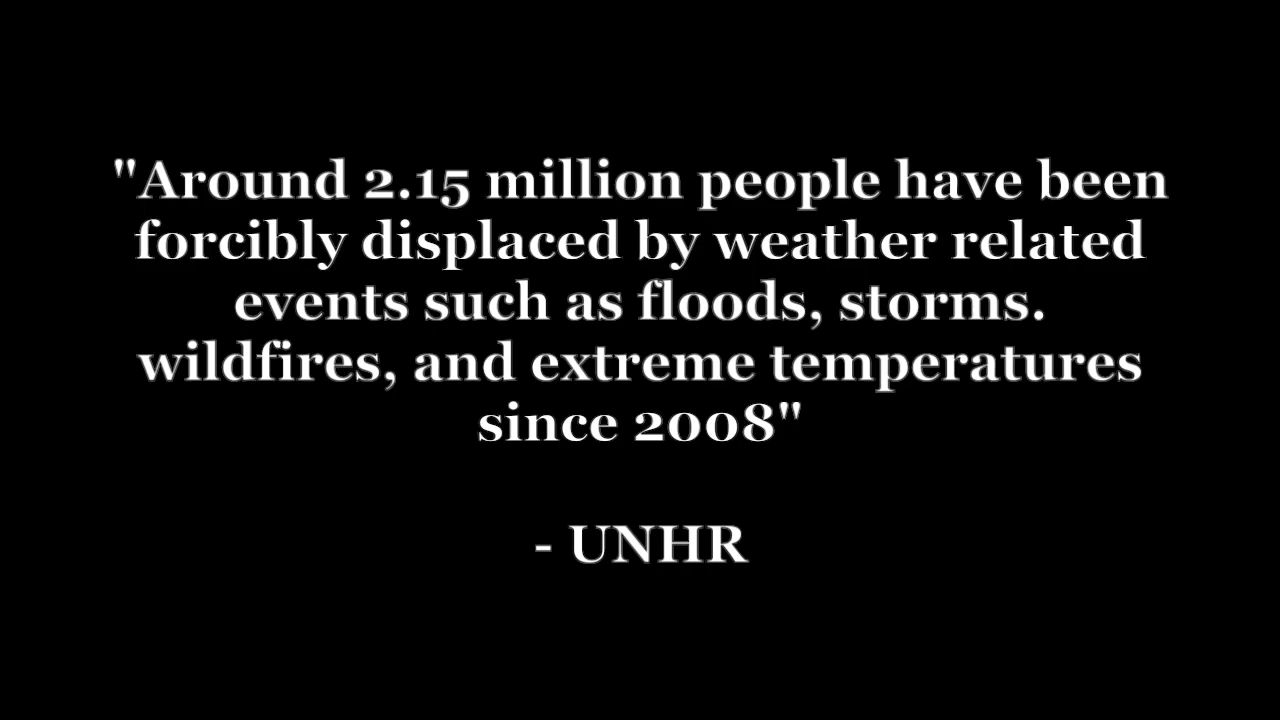 "Around 2.15 million people have been
forcibly displaced by weather related
events such as floods, storms.
wildfires, and extreme temperatures
since 2008"
- UNHR